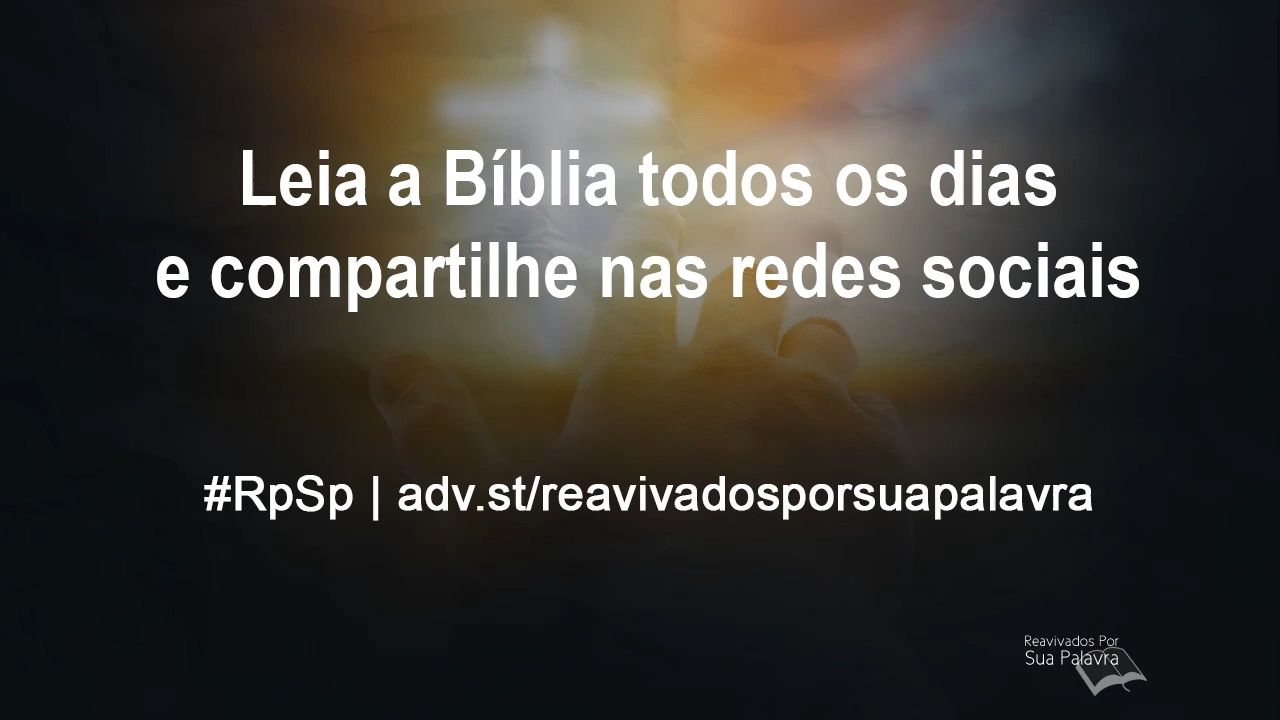 Leia a Bíblia todos os dias
e compartilhe nas redes sociais
#RpSp | adv.st/reavivadosporsuapalavra
Reavivados Por
Sua Palavra